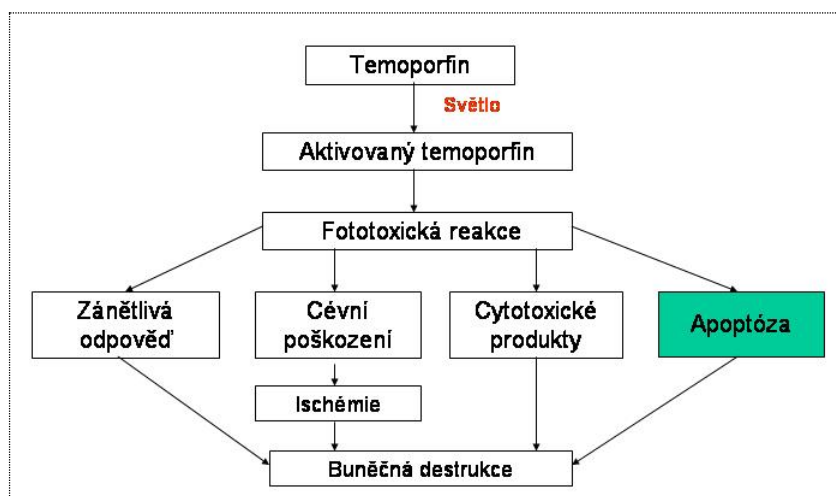 Temoporfin
Světlo
Aktivovaný temoporfin
Fototoxická reakce
Zánětlivá
odpověď
Cévní
poškození
Cytotoxické
produkty
Apoptóza
Ischémie
Buněčná destrukce